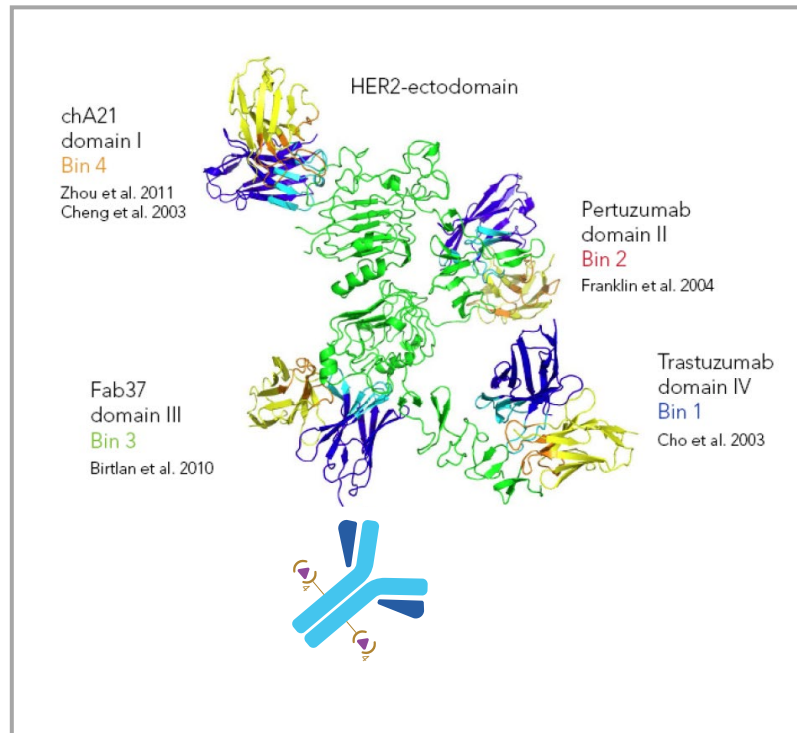 HER2-ectodomain
chA21
domain I
Bin 4
Zhou et al. 2011
Cheng et al. 2003
Pertuzumab
domain II
Bin 2
Franklin et al. 2004
Trastuzumab
domain IV
Bin 1
Cho et al. 2003
Fab37
domain III
Bin 3
Birtlan et al. 2010